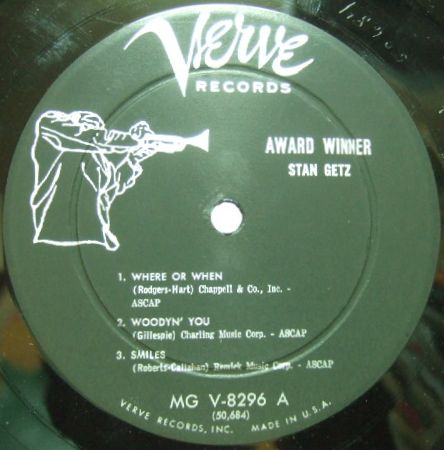 Verve
RECORDS
AWARD WINNER
STAN GETZ
1. WHERE OR WHEN
(Rodgers-Hart) Chappell & Co., Inc. -
ASCAP
2. WOODYN' YOU
(Gillespie) Charling Music Corp. - ASCAP
3. SMILES
(Roberts-Callahan) Remick Music Corp. - ASCAP
MG V-8296 A
(50,684)
VERVE RECORDS, INC. MADE IN U.S.A.